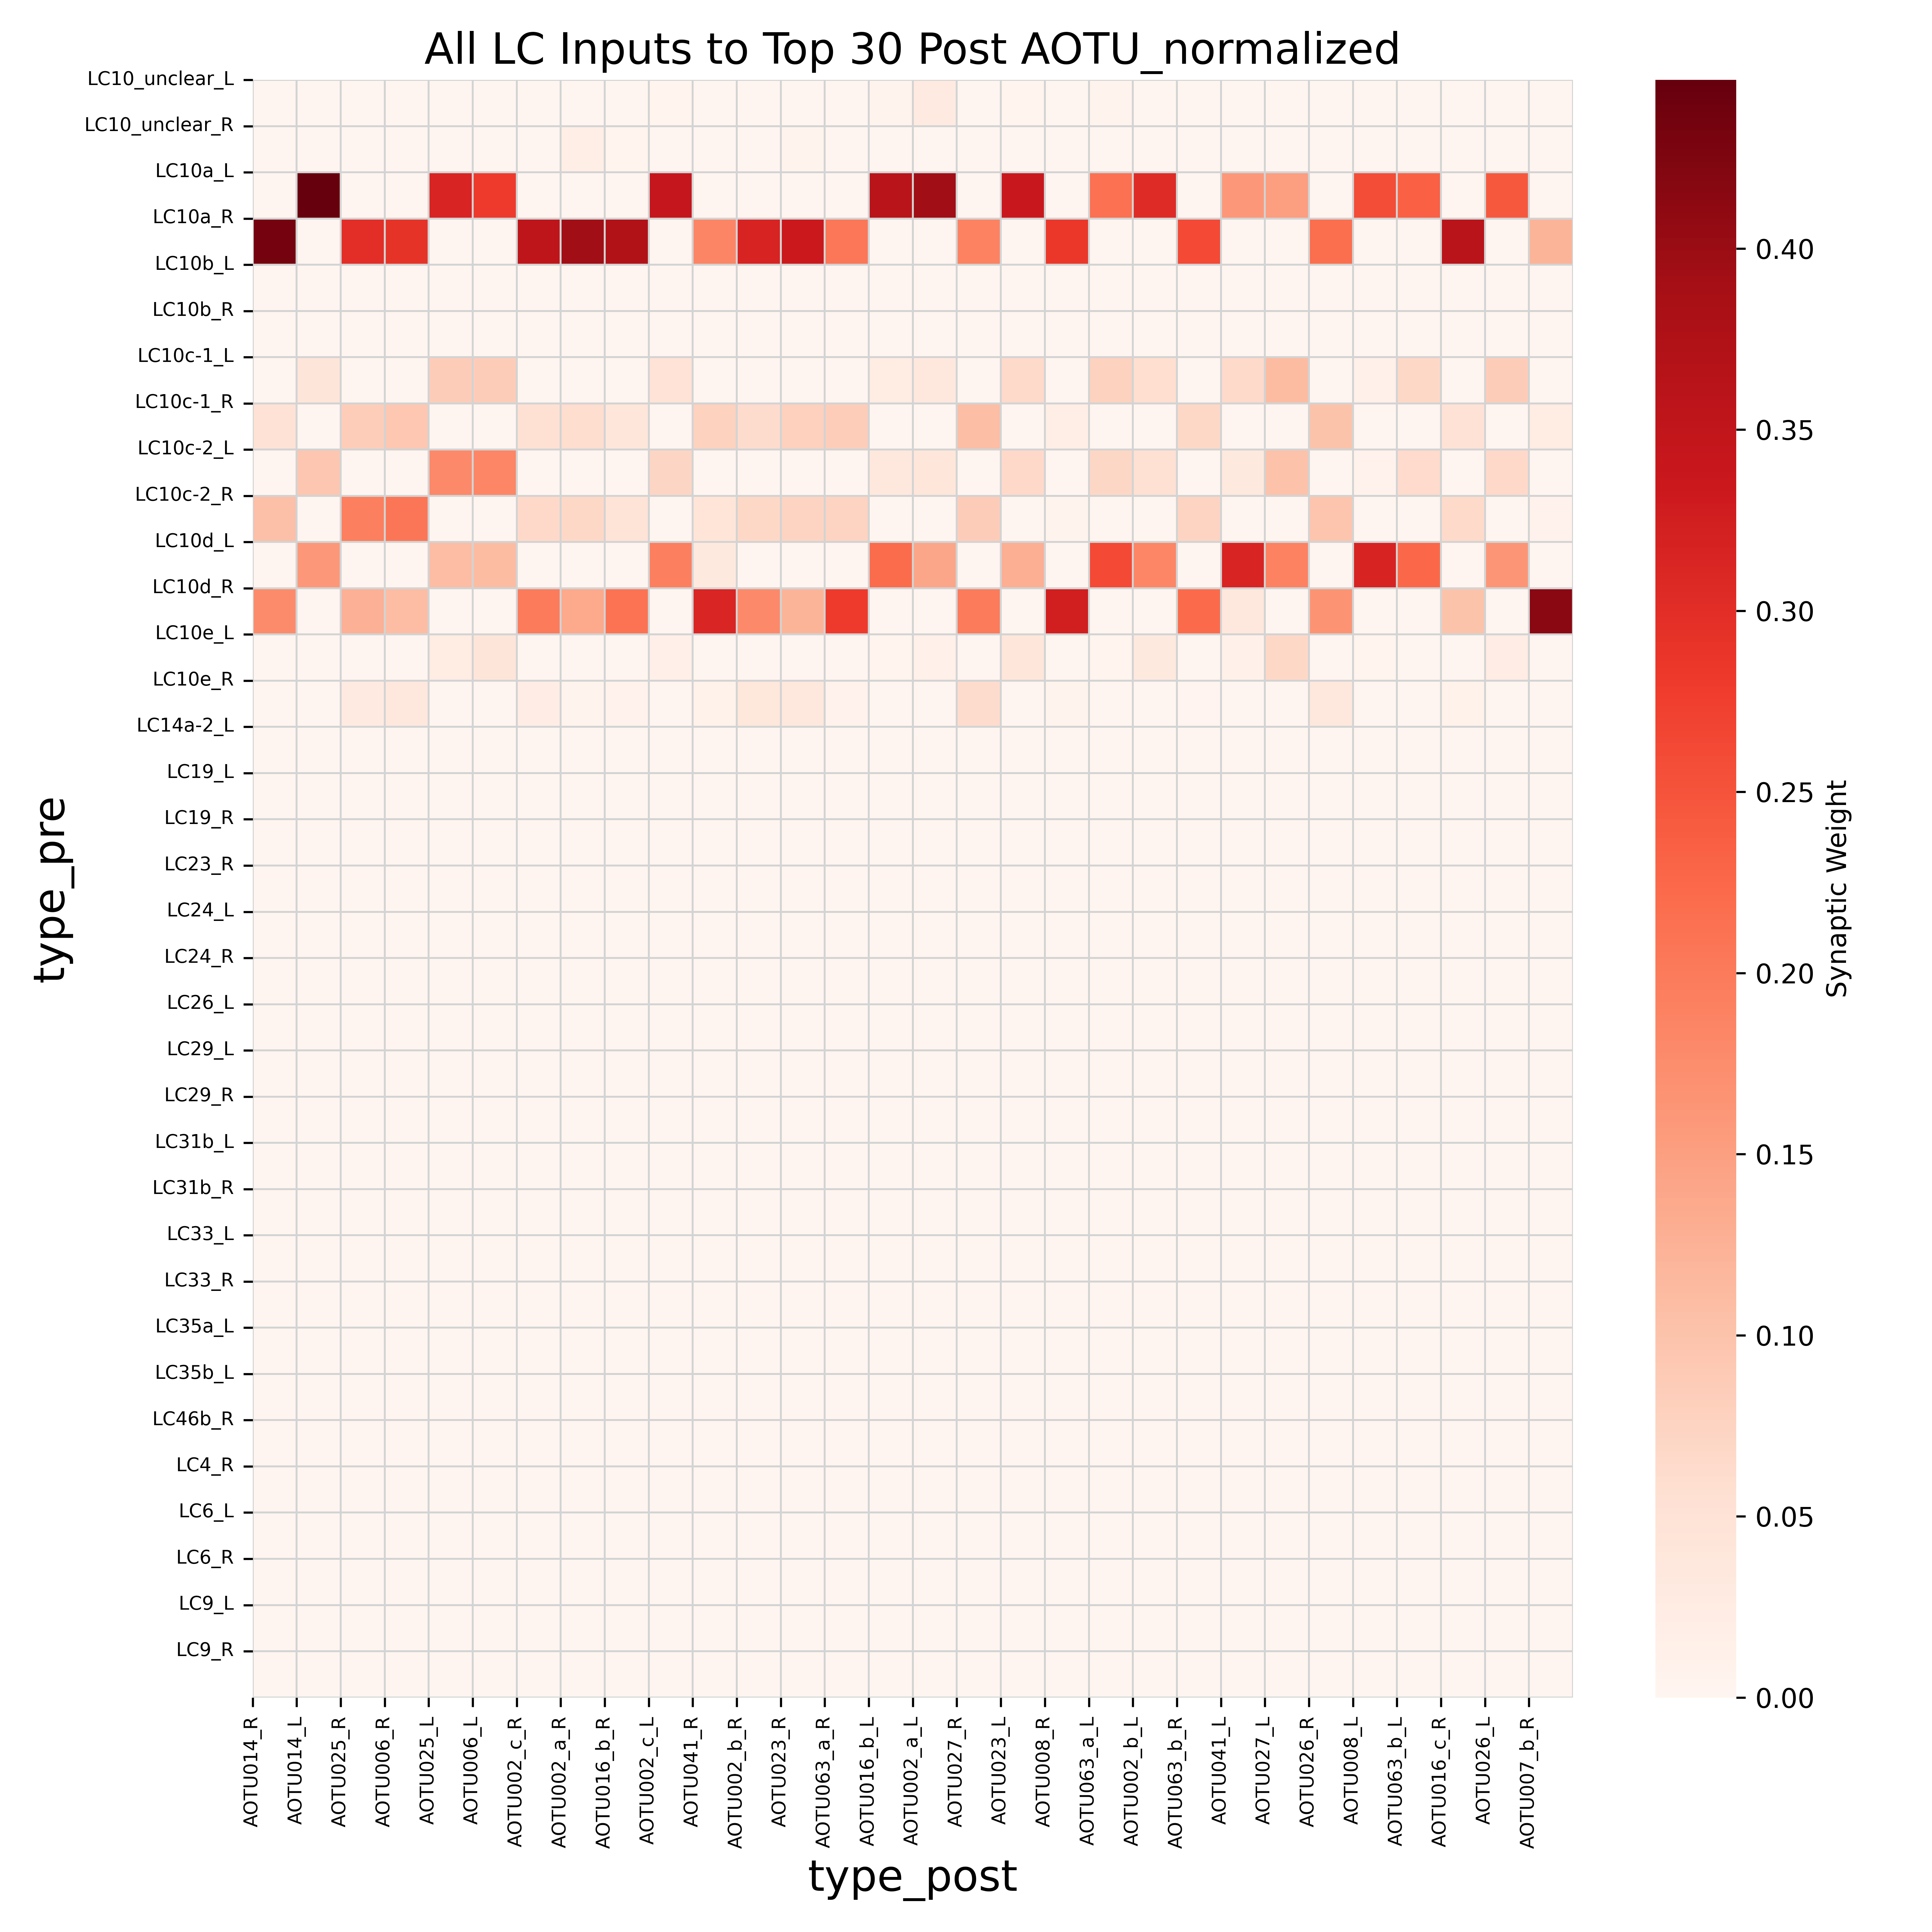 All LC Inputs to Top 30 Post AOTU_normalized
type_pre
LC10_unclear_L
LC10_unclear_R
LC10a_L
LC10a_R
LC10b_L
LC10b_R
LC10c-1_L
LC10c-1_R
LC10c-2_L
LC10c-2_R
LC10d_L
LC10d_R
LC10e_L
LC10e_R
LC14a-2_L
LC19_L
LC19_R
LC23_R
LC24_L
LC24_R
LC26_L
LC29_L
LC29_R
LC31b_L
LC31b_R
LC33_L
LC33_R
LC35a_L
LC35b_L
LC46b_R
LC4_R
LC6_L
LC6_R
LC9_L
LC9_R
AOTU014_R
AOTU014_L
AOTU025_R
AOTU006_R
AOTU025_L
AOTU006_L
AOTU002_c_R
AOTU002_a_R
AOTU016_b_R
AOTU002_c_L
AOTU041_R
AOTU002_b_R
AOTU023_R
AOTU063_a_R
AOTU016_b_L
AOTU002_a_L
AOTU027_R
AOTU023_L
AOTU008_R
AOTU063_a_L
AOTU002_b_L
AOTU063_b_R
AOTU041_L
AOTU027_L
AOTU026_R
AOTU008_L
AOTU063_b_L
AOTU016_c_R
AOTU026_L
AOTU007_b_R
type_post
0.40
0.35
0.30
0.25
0.20
0.15
0.10
0.05
0.00
Synaptic Weight